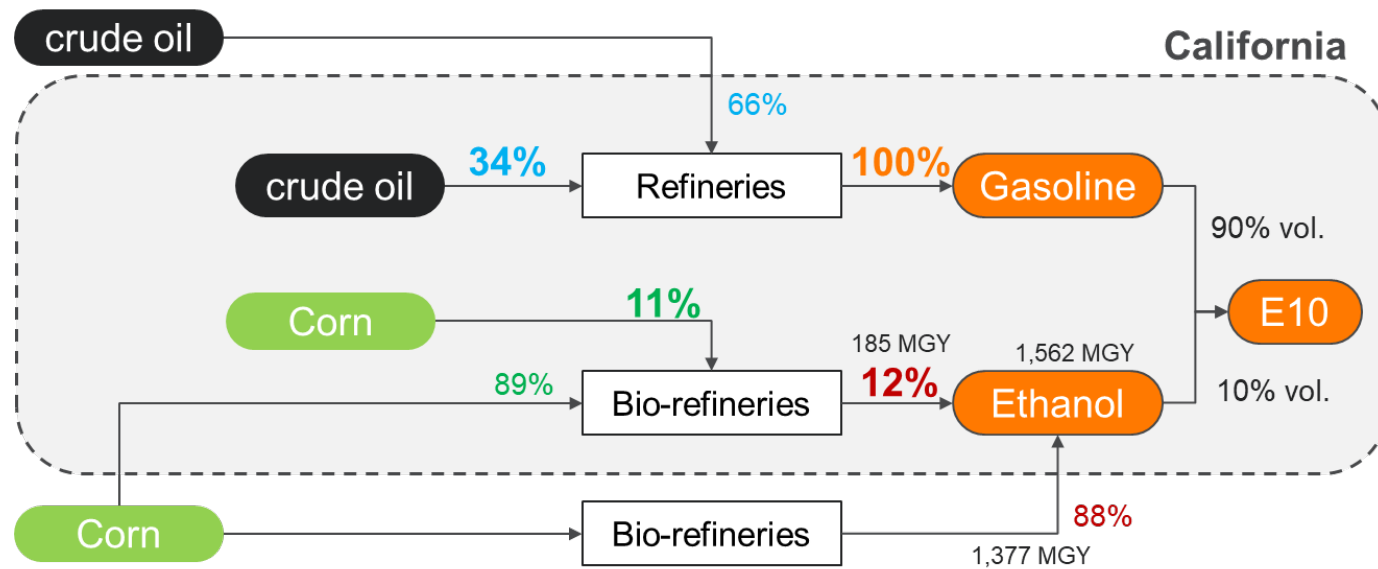 crude oil
California
66%
34%
100%
crude oil
Refineries
Gasoline
90% vol.
11%
Corn
E10
185 MGY
1,562 MGY
89%
12%
Bio-refineries
Ethanol
10% vol.
Corn
Bio-refineries
88%
1,377 MGY